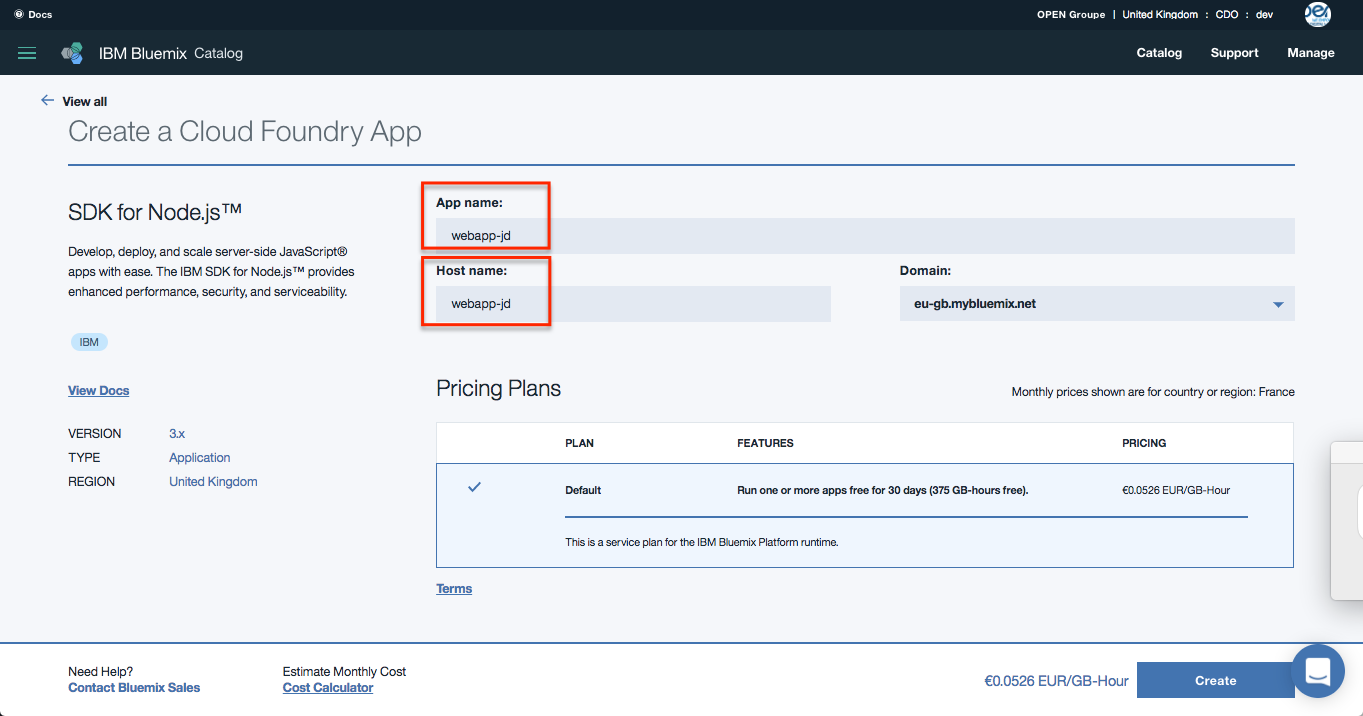 Docs
OPEN Groupe | United Kingdom : CDO : dev
IBM Bluemix Catalog
Catalog Support Manage
View all
Create a Cloud Foundry App
SDK for Node.js™
Develop, deploy, and scale server-side JavaScript®
apps with ease. The IBM SDK for Node.js™ provides
enhanced performance, security, and serviceability.
IBM
View Docs
VERSION 3.x
TYPE Application
REGION United Kingdom
App name:
webapp-jd
Host name:
webapp-jd
Domain:
eu-gb.mybluemix.net
Pricing Plans
Monthly prices shown are for country or region: France
PLAN FEATURES PRICING
Default Run one or more apps free for 30 days (375 GB-hours free). €0.0526 EUR/GB-Hour
This is a service plan for the IBM Bluemix Platform runtime.
Terms
Need Help?
Contact Bluemix Sales
Estimate Monthly Cost
Cost Calculator
€0.0526 EUR/GB-Hour
Create